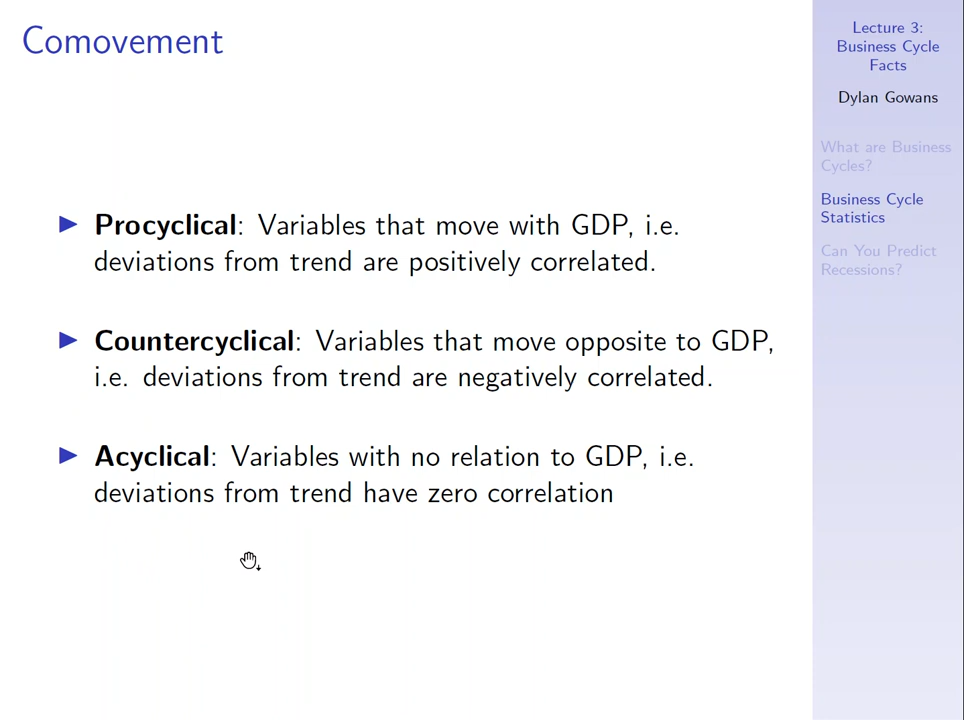 Comovement
Procyclical: Variables that move with GDP, i.e.
deviations from trend are positively correlated.
Countercyclical: Variables that move opposite to GDP,
i.e. deviations from trend are negatively correlated.
Acyclical: Variables with no relation to GDP, i.e.
deviations from trend have zero correlation
Lecture 3:
Business Cycle
Facts
Dylan Gowans
What are Business
Cycles?
Business Cycle
Statistics
Can You Predict
Recessions?